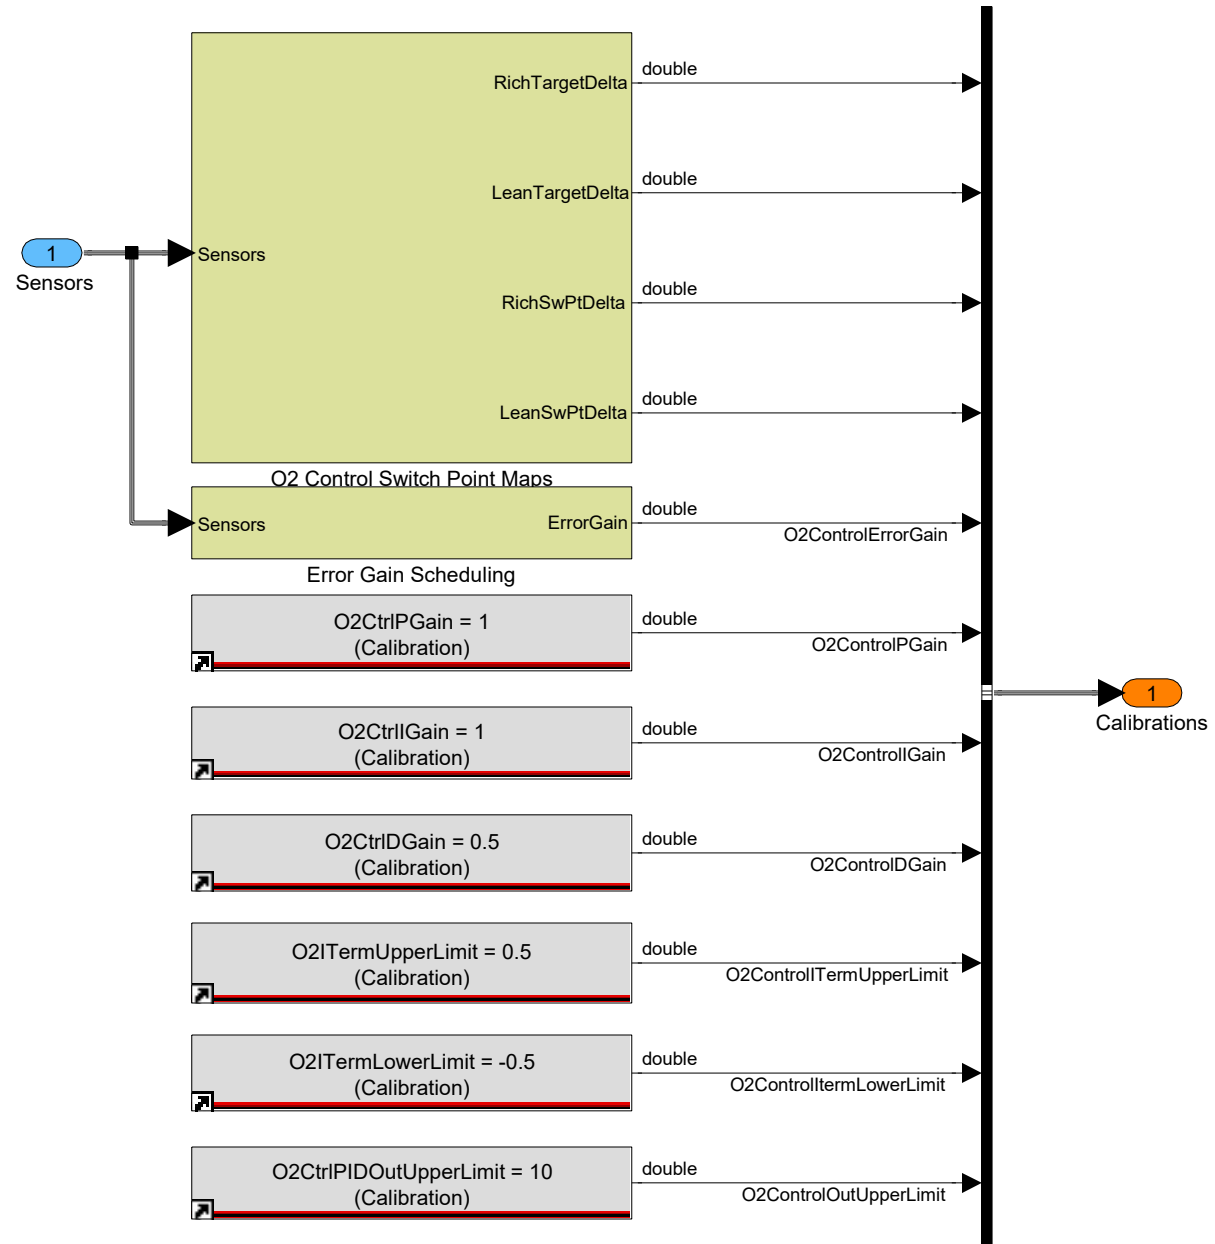 RichTargetDelta
double
LeanTargetDelta
double
1
Sensors
Sensors
RichSwPtDelta
double
LeanSwPtDelta
double
O2 Control Switch Point Maps
Sensors
ErrorGain
double
O2ControlErrorGain
Error Gain Scheduling
O2CtrlPGain = 1
(Calibration)
double
O2ControlPGain
O2CtrlIGain = 1
(Calibration)
double
O2ControlIGain
1
Calibrations
O2CtrlDGain = 0.5
(Calibration)
double
O2ControlDGain
O2ITermUpperLimit = 0.5
(Calibration)
double
O2ControlITermUpperLimit
O2ITermLowerLimit = -0.5
(Calibration)
double
O2ControlItermLowerLimit
O2CtrlPIDOutUpperLimit = 10
(Calibration)
double
O2ControlOutUpperLimit